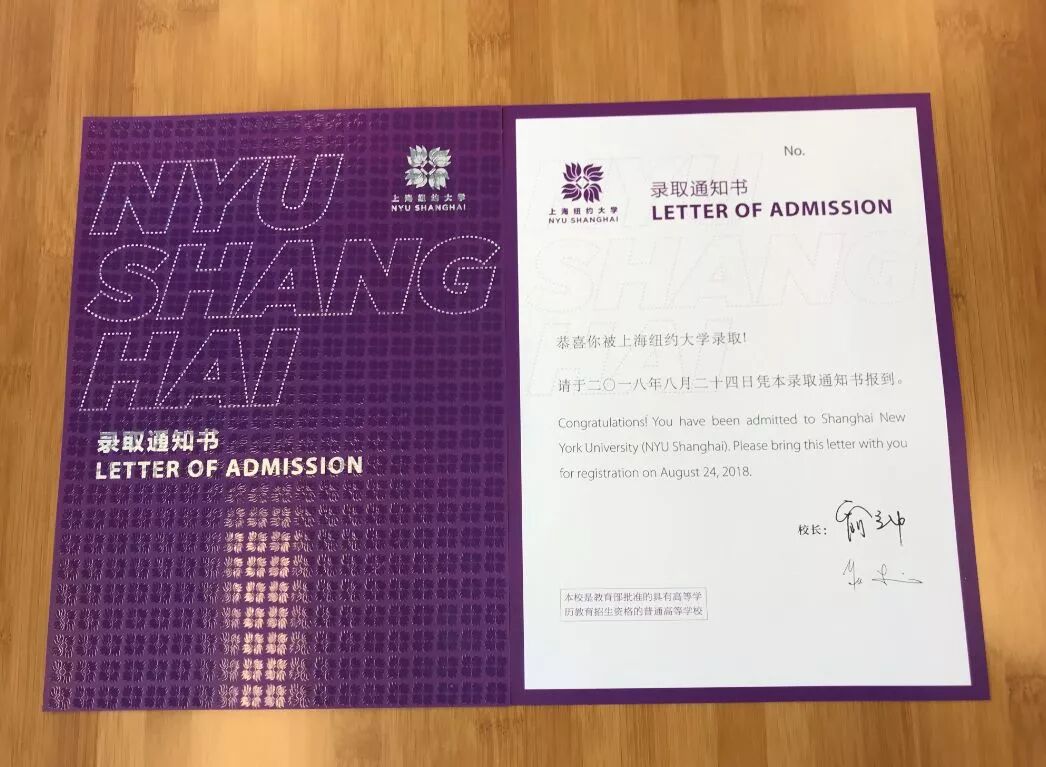 NYU
SHANG
HAI
上海纽约大学
NYU SHANGHAI
录取通知书
LETTER OF ADMISSION
No.
上海纽约大学
NYU SHANGHAI
录取通知书
LETTER OF ADMISSION
NYU
SHANG
HAI
恭喜你被上海纽约大学录取!
请于二〇一八年八月二十四日凭本录取通知书报到。
Congratulations! You have been admitted to Shanghai New
York University (NYU Shanghai). Please bring this letter with you
for registration on August 24, 2018.
校长: 俞立中
本校是教育部批准的具有高等学
历教育招生资格的普通高等学校